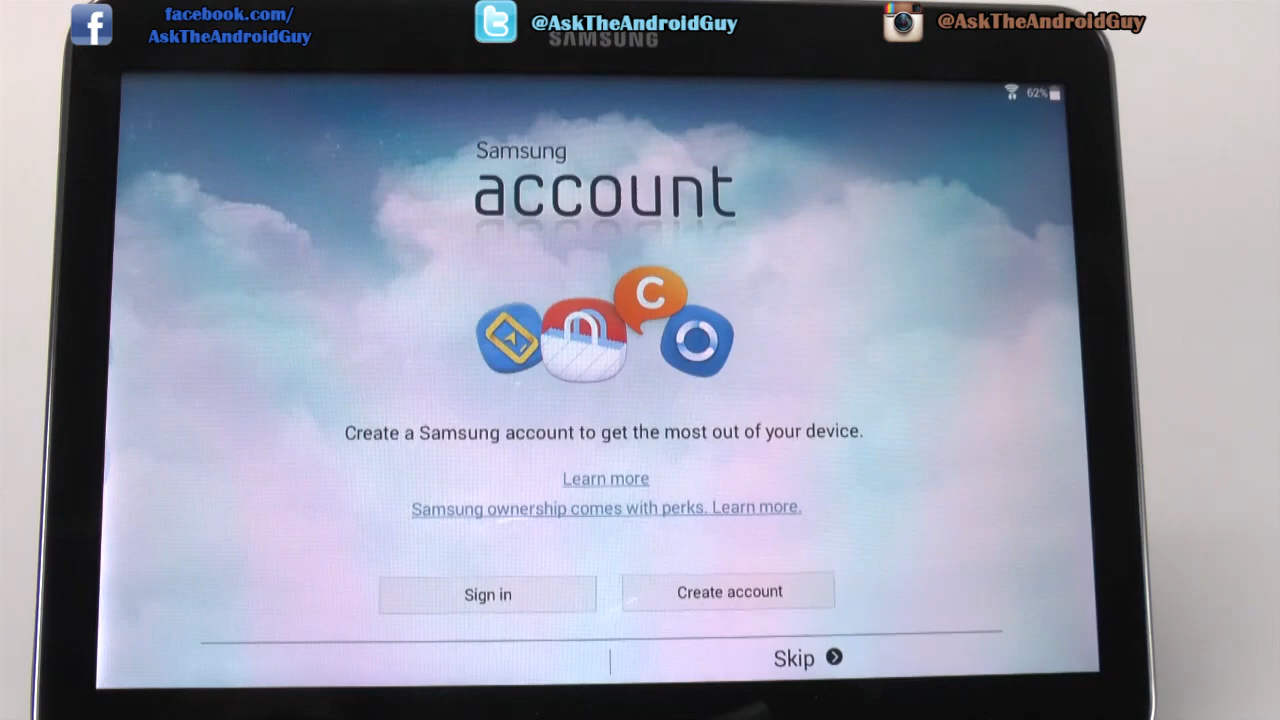 facebook.com/
AskTheAndroidGuy
@AskTheAndroidGuy
@AskTheAndroidGuy
SAMSUNG
62%
Samsung
account
C
Create a Samsung account to get the most out of your device.
Learn more
Samsung ownership comes with perks. Learn more.
Sign in
Create account
Skip